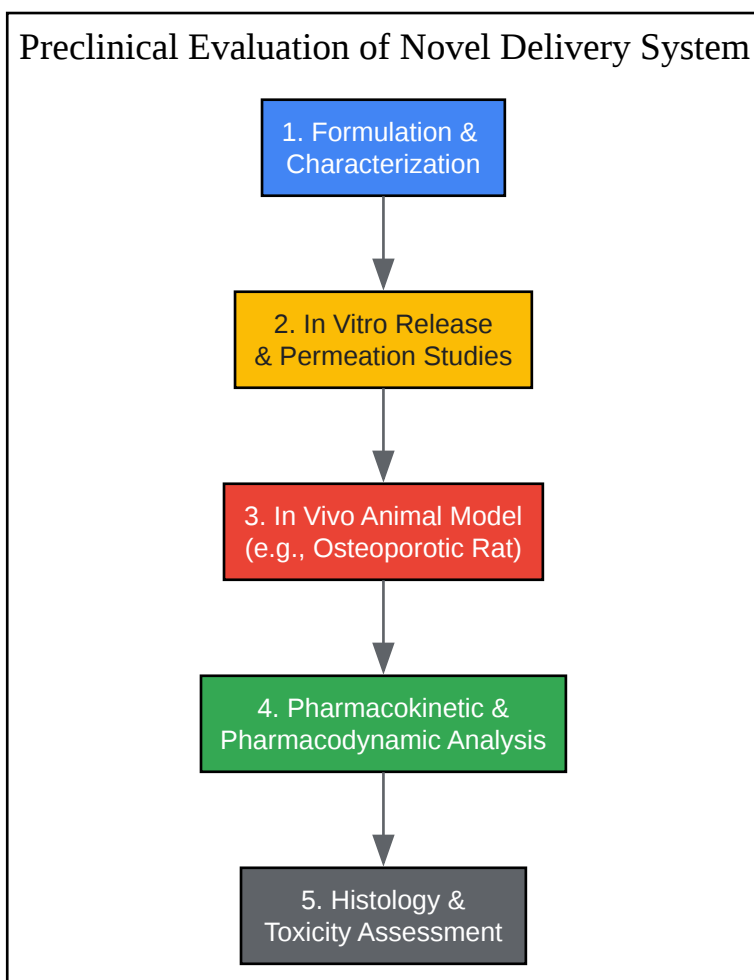 Preclinical Evaluation of Novel Delivery System
1. Formulation &
Characterization
2. In Vitro Release
& Permeation Studies
3. In Vivo Animal Model
(e.g., Osteoporotic Rat)
4. Pharmacokinetic &
Pharmacodynamic Analysis
5. Histology &
Toxicity Assessment